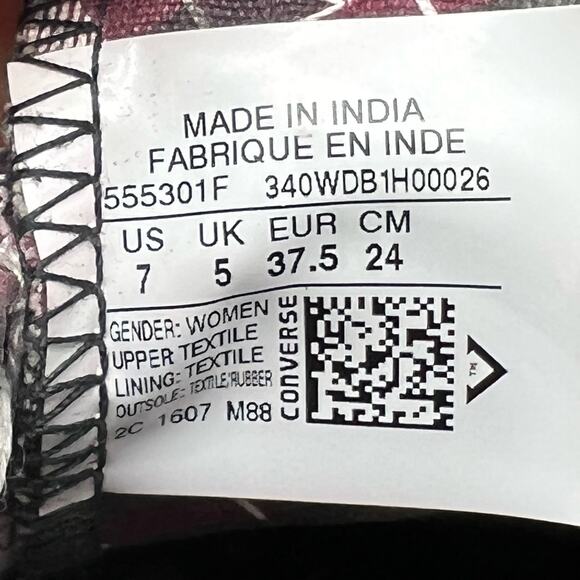 MADE IN INDIA
FABRIQUE EN INDE
555301F 340WDB1H00026
US UK EUR CM
7 5 37.5 24
GENDER: WOMEN
UPPER: TEXTILE
LINING: TEXTILE
OUTSOLE: TEXTILE/RUBBER
2C 1607 M88
CONVERSE
TM